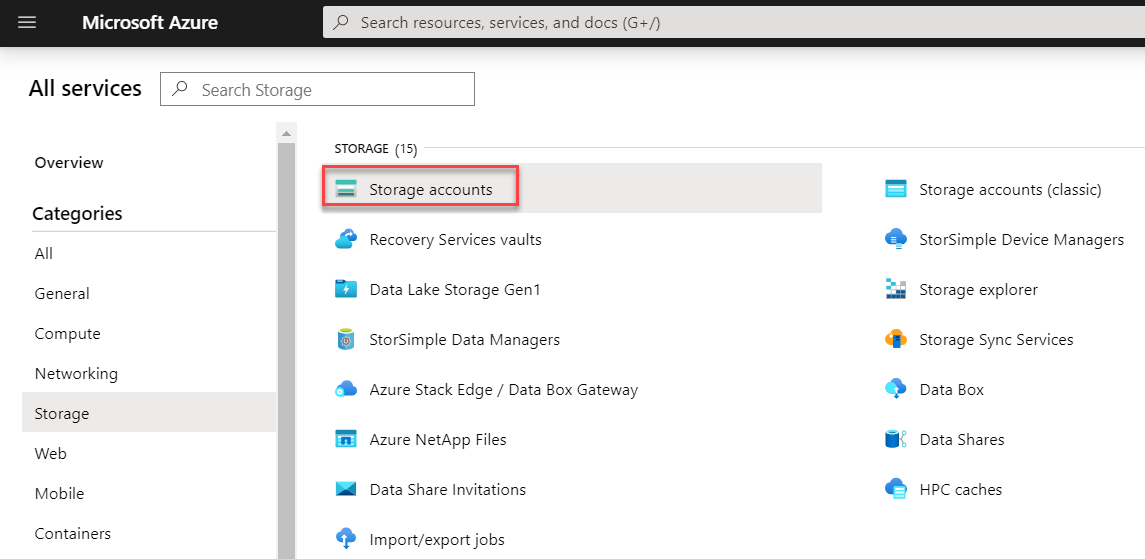 Microsoft Azure
Search resources, services, and docs (G+/)
All services
Search Storage
Overview
Categories
All
General
Compute
Networking
Storage
Web
Mobile
Containers
STORAGE (15)
Storage accounts
Storage accounts (classic)
Recovery Services vaults
StorSimple Device Managers
Data Lake Storage Gen1
Storage explorer
StorSimple Data Managers
Storage Sync Services
Azure Stack Edge / Data Box Gateway
Data Box
Azure NetApp Files
Data Shares
Data Share Invitations
HPC caches
Import/export jobs